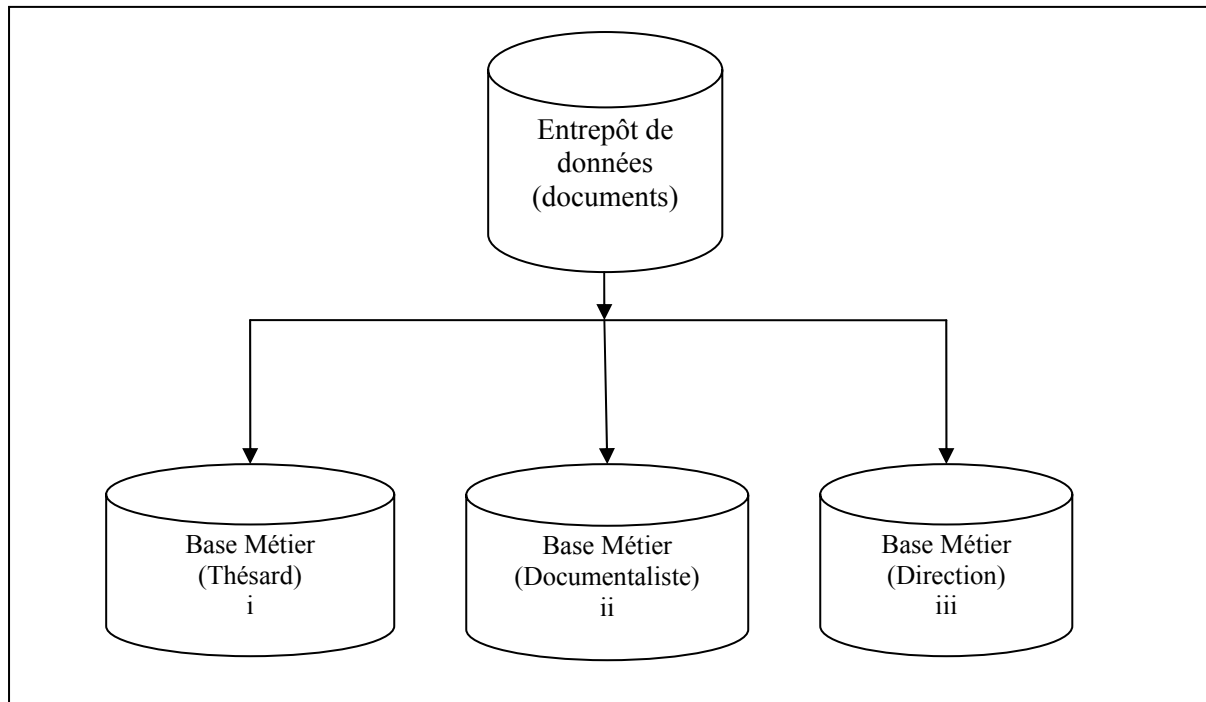 Entrepôt de
données
(documents)
Base Métier
(Thésard)
i
Base Métier
(Documentaliste)
ii
Base Métier
(Direction)
iii